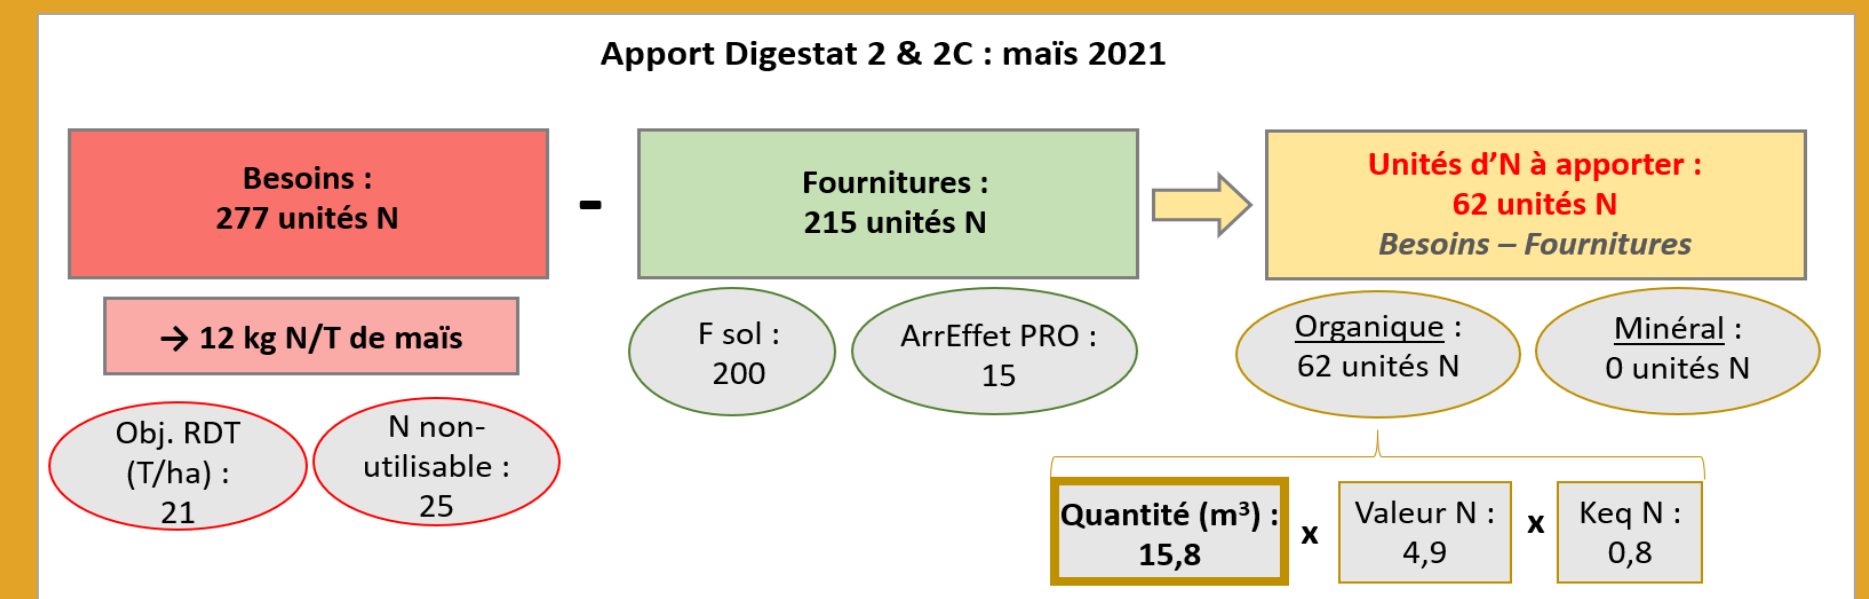 Apport Digestat 2 & 2C : maïs 2021
Besoins :
277 unités N
-
Fournitures :
215 unités N
Unités d’N à apporter :
62 unités N
Besoins – Fournitures
→ 12 kg N/T de maïs
Obj. RDT
(T/ha) :
21
N non-
utilisable :
25
F sol :
200
ArrEffet PRO :
15
Organique :
62 unités N
Minéral :
0 unités N
Quantité (m³) :
15,8
x
Valeur N :
4,9
x
Keq N :
0,8